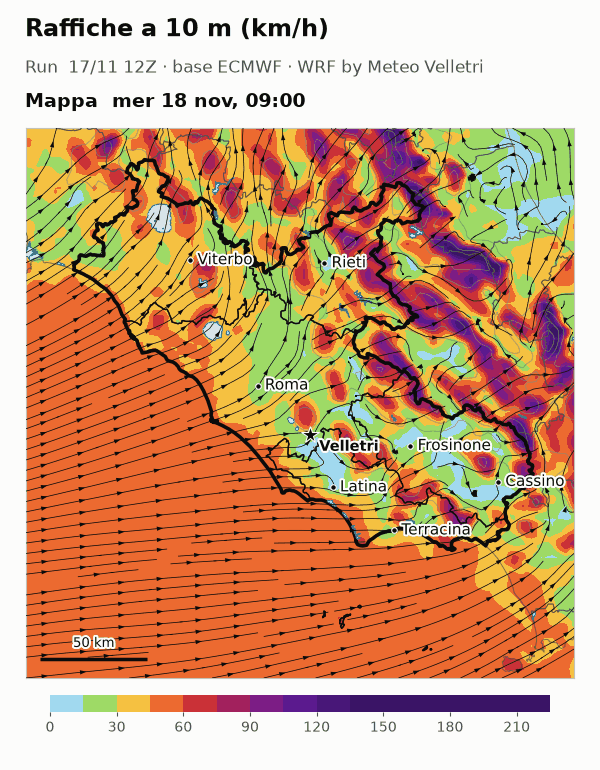 Raffiche a 10 m (km/h)
Run  17/11 12Z · base ECMWF · WRF by Meteo Velletri
Mappa  mer 18 nov, 09:00
Viterbo
Rieti
Roma
Velletri
Frosinone
Cassino
Latina
Terracina
50 km
0 30 60 90 120 150 180 210